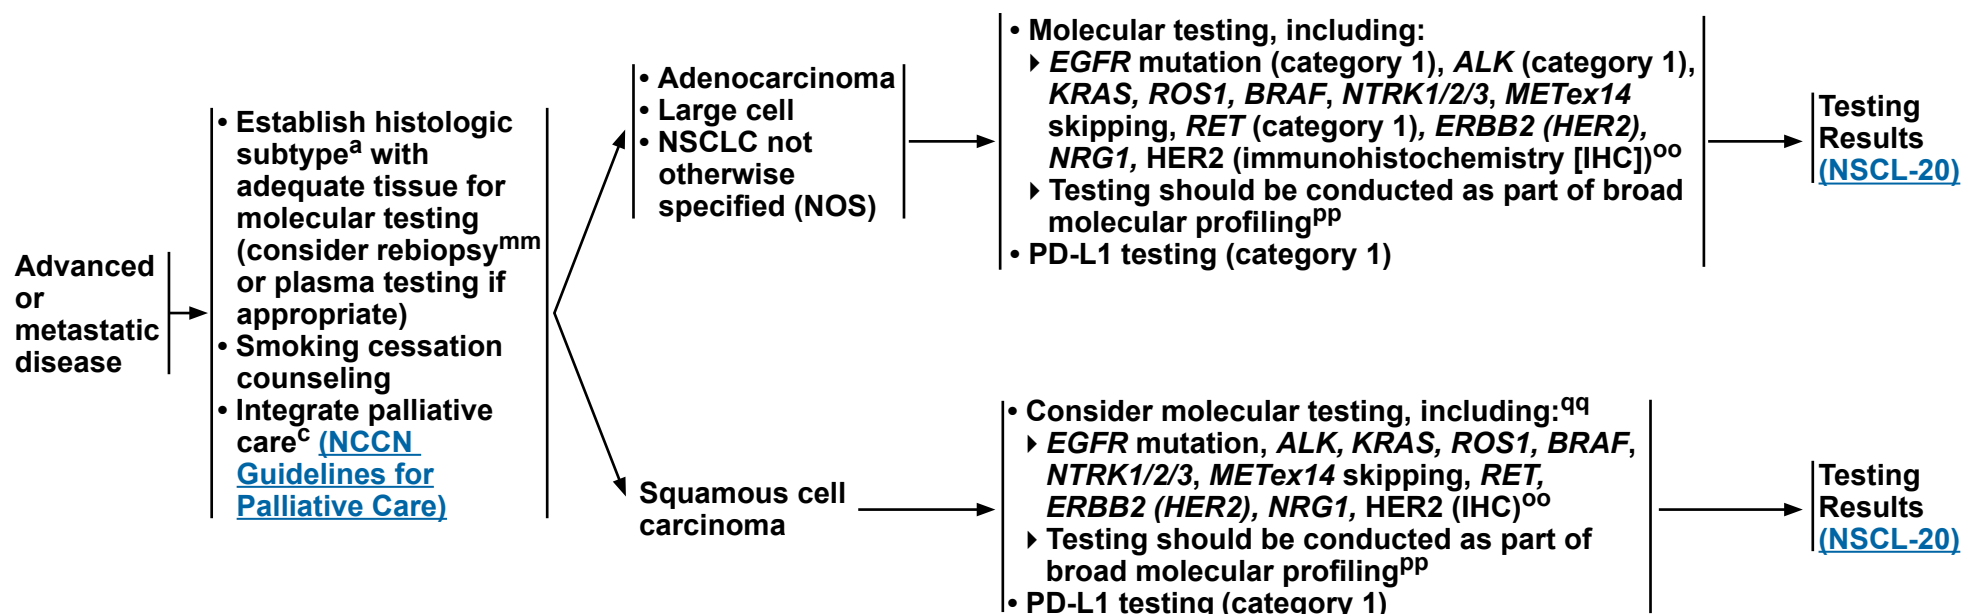 Advanced
or
metastatic
disease
• Establish histologic
subtypeᵃ with
adequate tissue for
molecular testing
(consider rebiopsyᵐᵐ
or plasma testing if
appropriate)
• Smoking cessation
counseling
• Integrate palliative
careᶜ (NCCN
Guidelines for
Palliative Care)
• Adenocarcinoma
• Large cell
• NSCLC not
otherwise
specified (NOS)
• Molecular testing, including:
▸ EGFR mutation (category 1), ALK (category 1),
KRAS, ROS1, BRAF, NTRK1/2/3, METex14
skipping, RET (category 1), ERBB2 (HER2),
NRG1, HER2 (immunohistochemistry [IHC])ᵒᵒ
▸ Testing should be conducted as part of broad
molecular profilingᵖᵖ
• PD-L1 testing (category 1)
Testing
Results
(NSCL-20)
Squamous cell
carcinoma
• Consider molecular testing, including:qq
▸ EGFR mutation, ALK, KRAS, ROS1, BRAF,
NTRK1/2/3, METex14 skipping, RET,
ERBB2 (HER2), NRG1, HER2 (IHC)ᵒᵒ
▸ Testing should be conducted as part of
broad molecular profilingᵖᵖ
• PD-L1 testing (category 1)
Testing
Results
(NSCL-20)